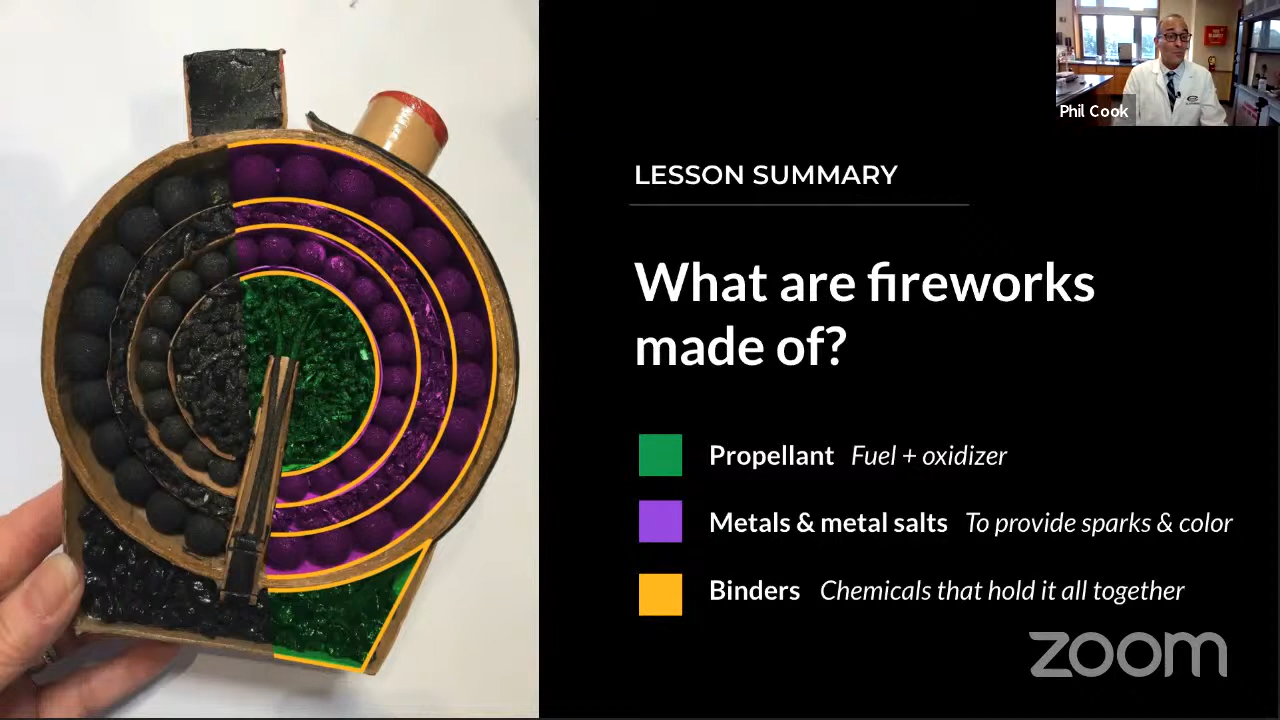 Phil Cook
LESSON SUMMARY
What are fireworks
made of?
Propellant Fuel + oxidizer
Metals & metal salts To provide sparks & color
Binders Chemicals that hold it all together
zoom